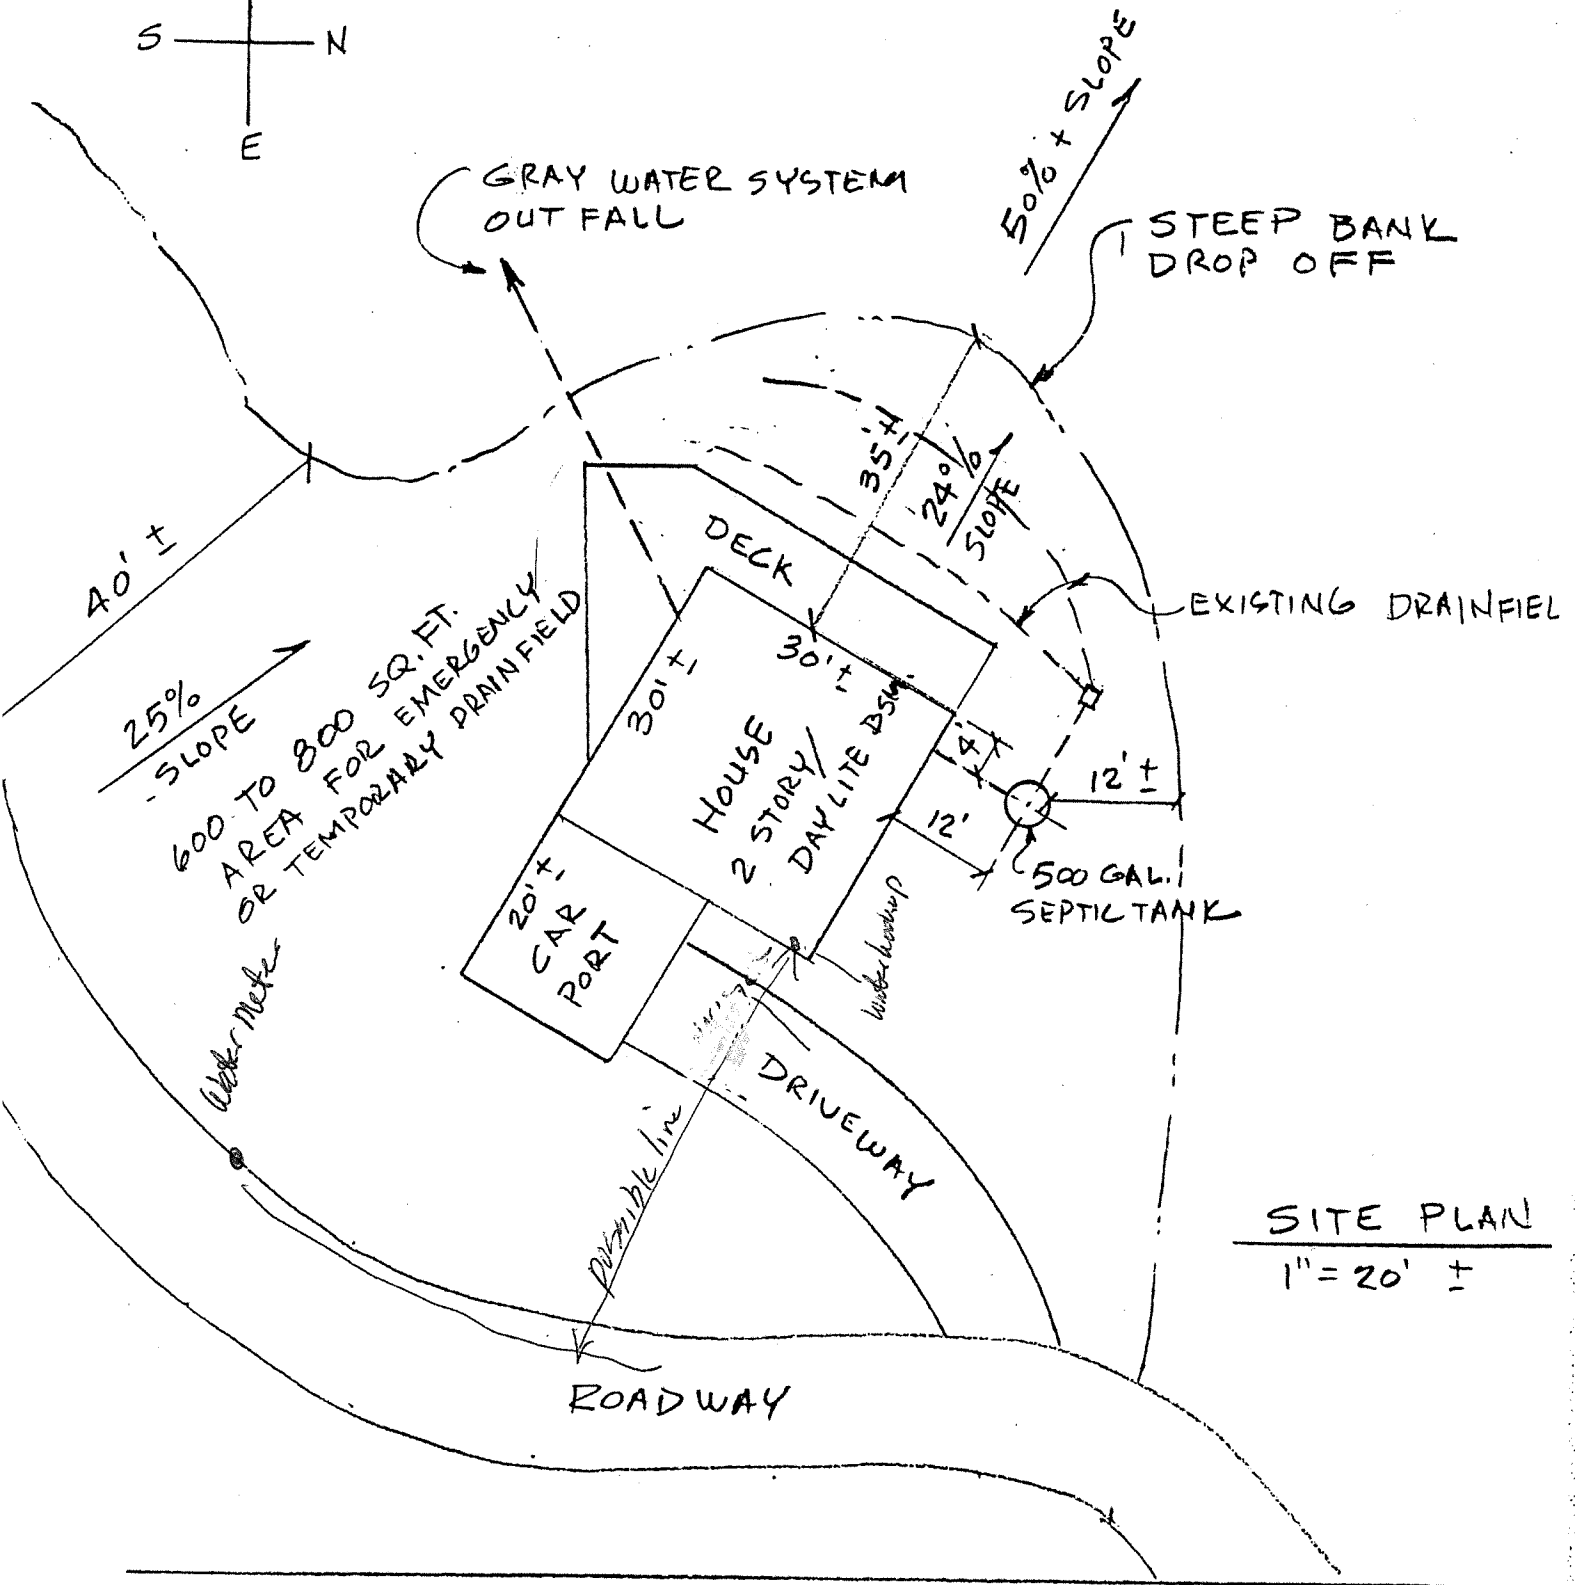 S N
E
GRAY WATER SYSTEM
OUT FALL
50% + SLOPE
STEEP BANK
DROP OFF
35' ±
24%
SLOPE
DECK
40' ±
EXISTING DRAINFIEL
25%
SLOPE
600 TO 800 SQ. FT.
AREA FOR EMERGENCY
OR TEMPORARY DRAINFIELD
30' ±
30' ±
HOUSE
2 STORY/
DAYLITE BSM.
4'
12' ±
12'
500 GAL.
SEPTIC TANK
20' ±
CAR
PORT
Water Meter
DRIVEWAY
possible line
SITE PLAN
1" = 20' ±
ROADWAY